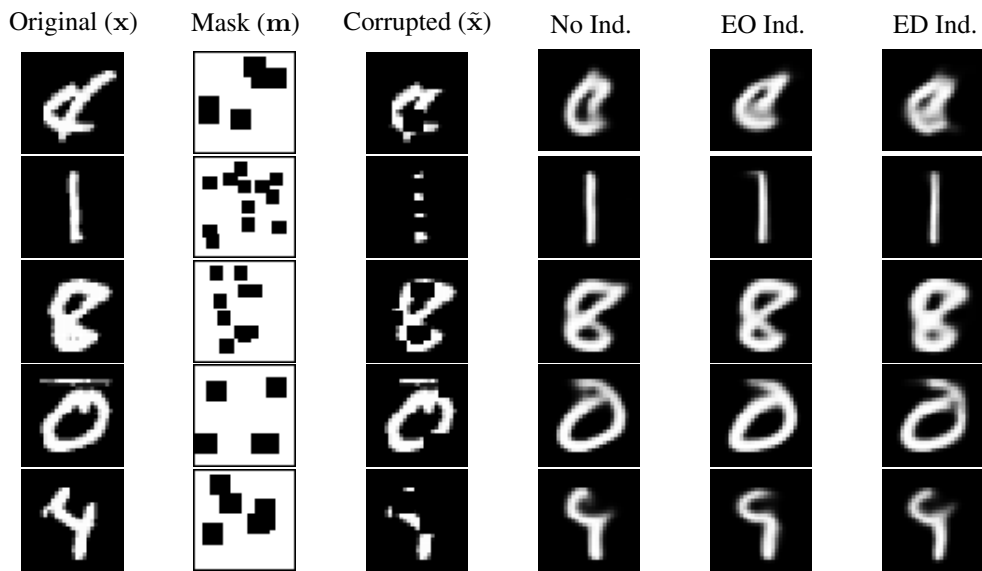 Original (x) Mask (m) Corrupted (x̃) No Ind. EO Ind. ED Ind.